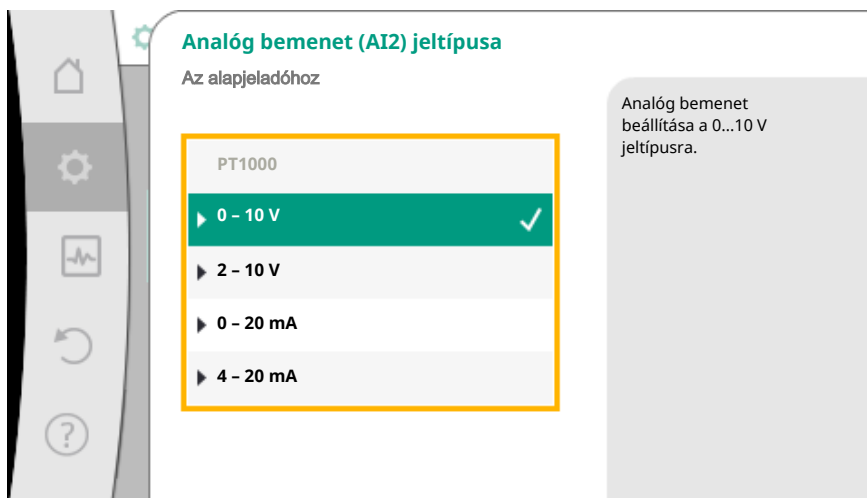 Analóg bemenet (AI2) jeltípusa
Az alapjeladóhoz
PT1000
0 – 10 V
2 – 10 V
0 – 20 mA
4 – 20 mA
Analóg bemenet
beállítása a 0...10 V
jeltípusra.
?